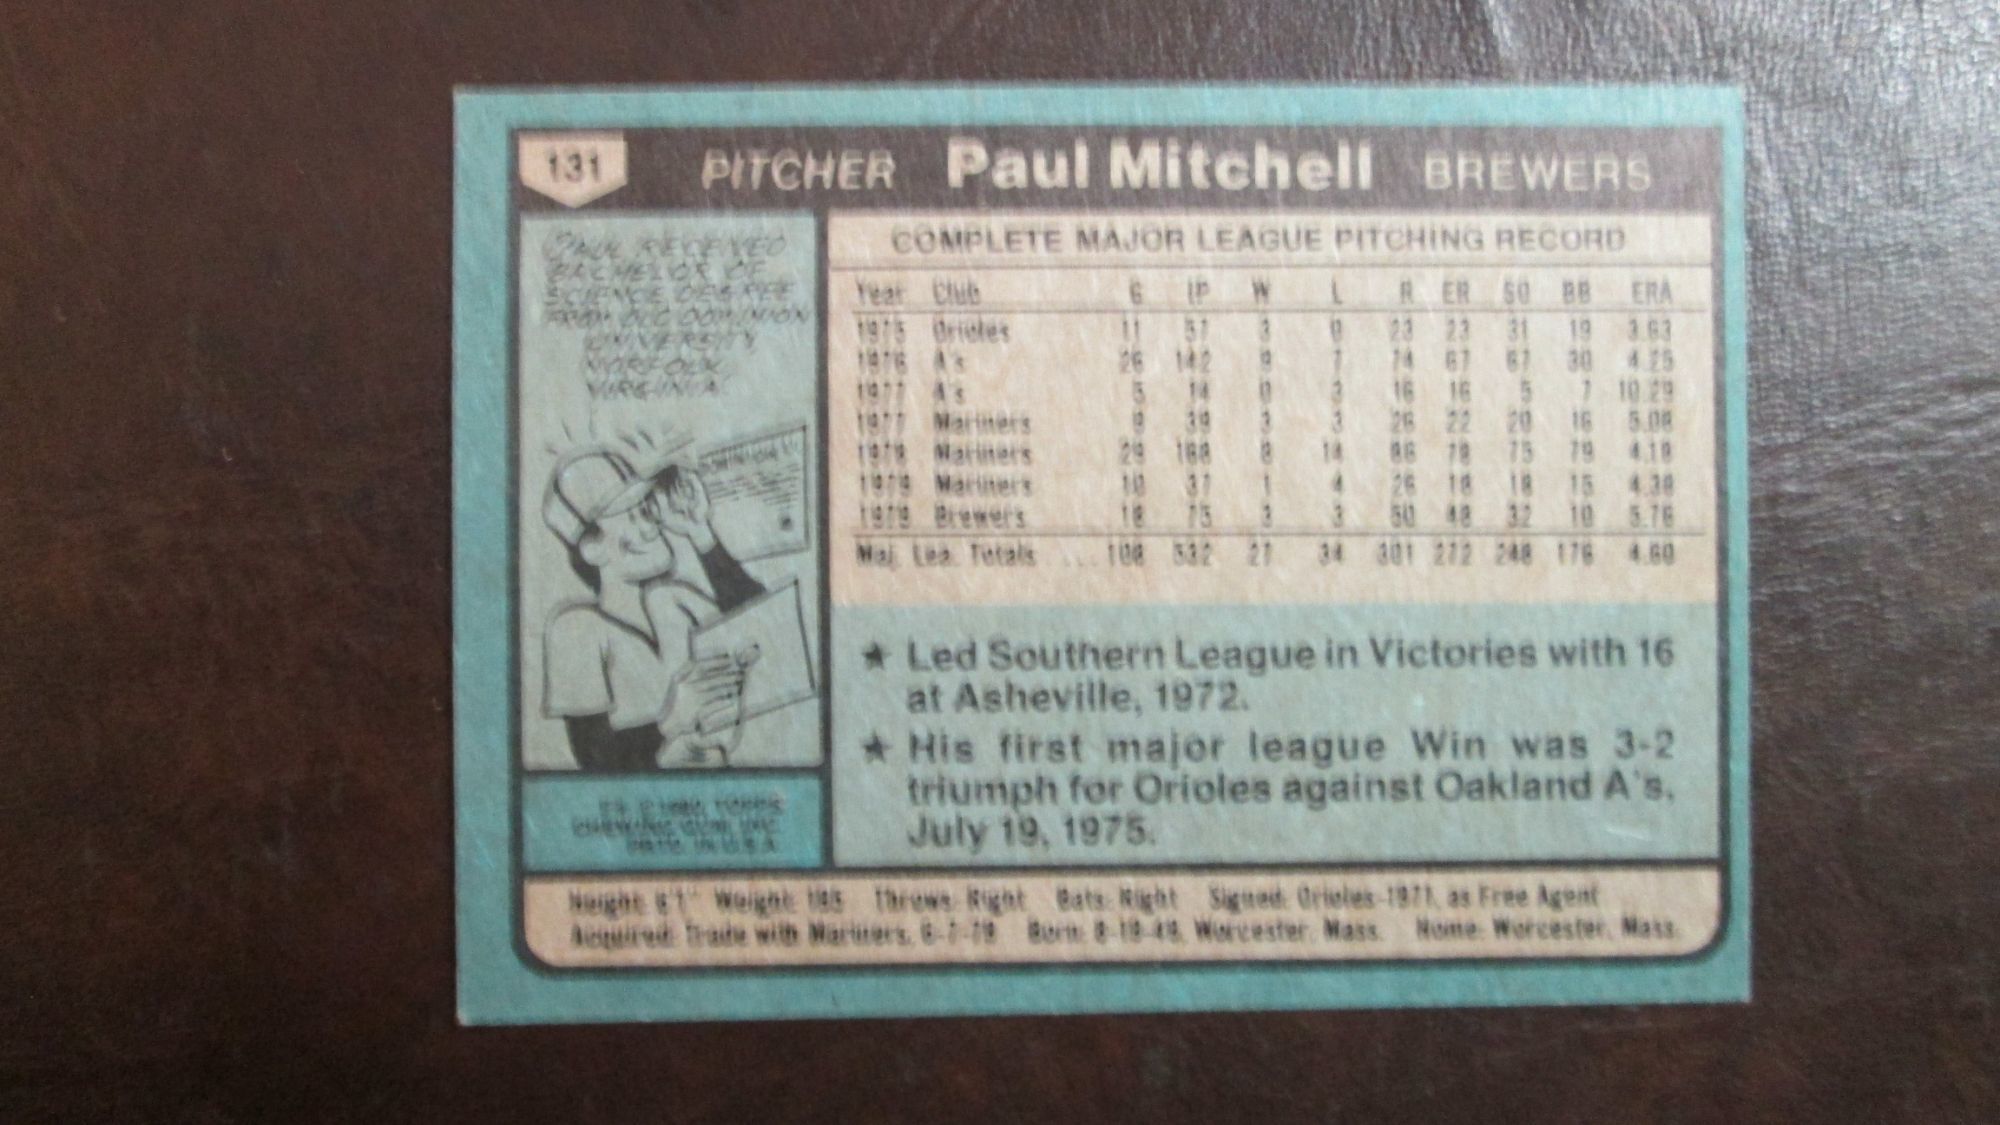 131 PITCHER Paul Mitchell BREWERS
PAUL RECEIVED
BACHELOR OF
SCIENCE DEGREE
FROM OLD DOMINION
UNIVERSITY
NORFOLK,
VIRGINIA.
DOMINION U.
© 1980 TOPPS
CHEWING GUM, INC.
PRTD. IN U.S.A.
COMPLETE MAJOR LEAGUE PITCHING RECORD
Year Club G IP W L R ER SO BB ERA
1975 Orioles 11 57 3 0 23 23 31 19 3.63
1976 A's 26 142 9 7 74 67 67 30 4.25
1977 A's 5 14 0 3 16 16 5 7 10.29
1977 Mariners 9 39 3 3 26 22 20 16 5.08
1978 Mariners 29 168 8 14 86 78 75 79 4.18
1979 Mariners 10 37 1 4 26 18 18 15 4.38
1979 Brewers 18 75 3 3 50 48 32 10 5.76
Maj. Lea. Totals ... 108 532 27 34 301 272 248 176 4.60
★ Led Southern League in Victories with 16
at Asheville, 1972.
★ His first major league Win was 3-2
triumph for Orioles against Oakland A's,
July 19, 1975.
Height: 6'1" Weight: 195 Throws: Right Bats: Right Signed: Orioles-1971, as Free Agent
Acquired: Trade with Mariners, 6-7-79 Born: 8-19-49, Worcester, Mass. Home: Worcester, Mass.